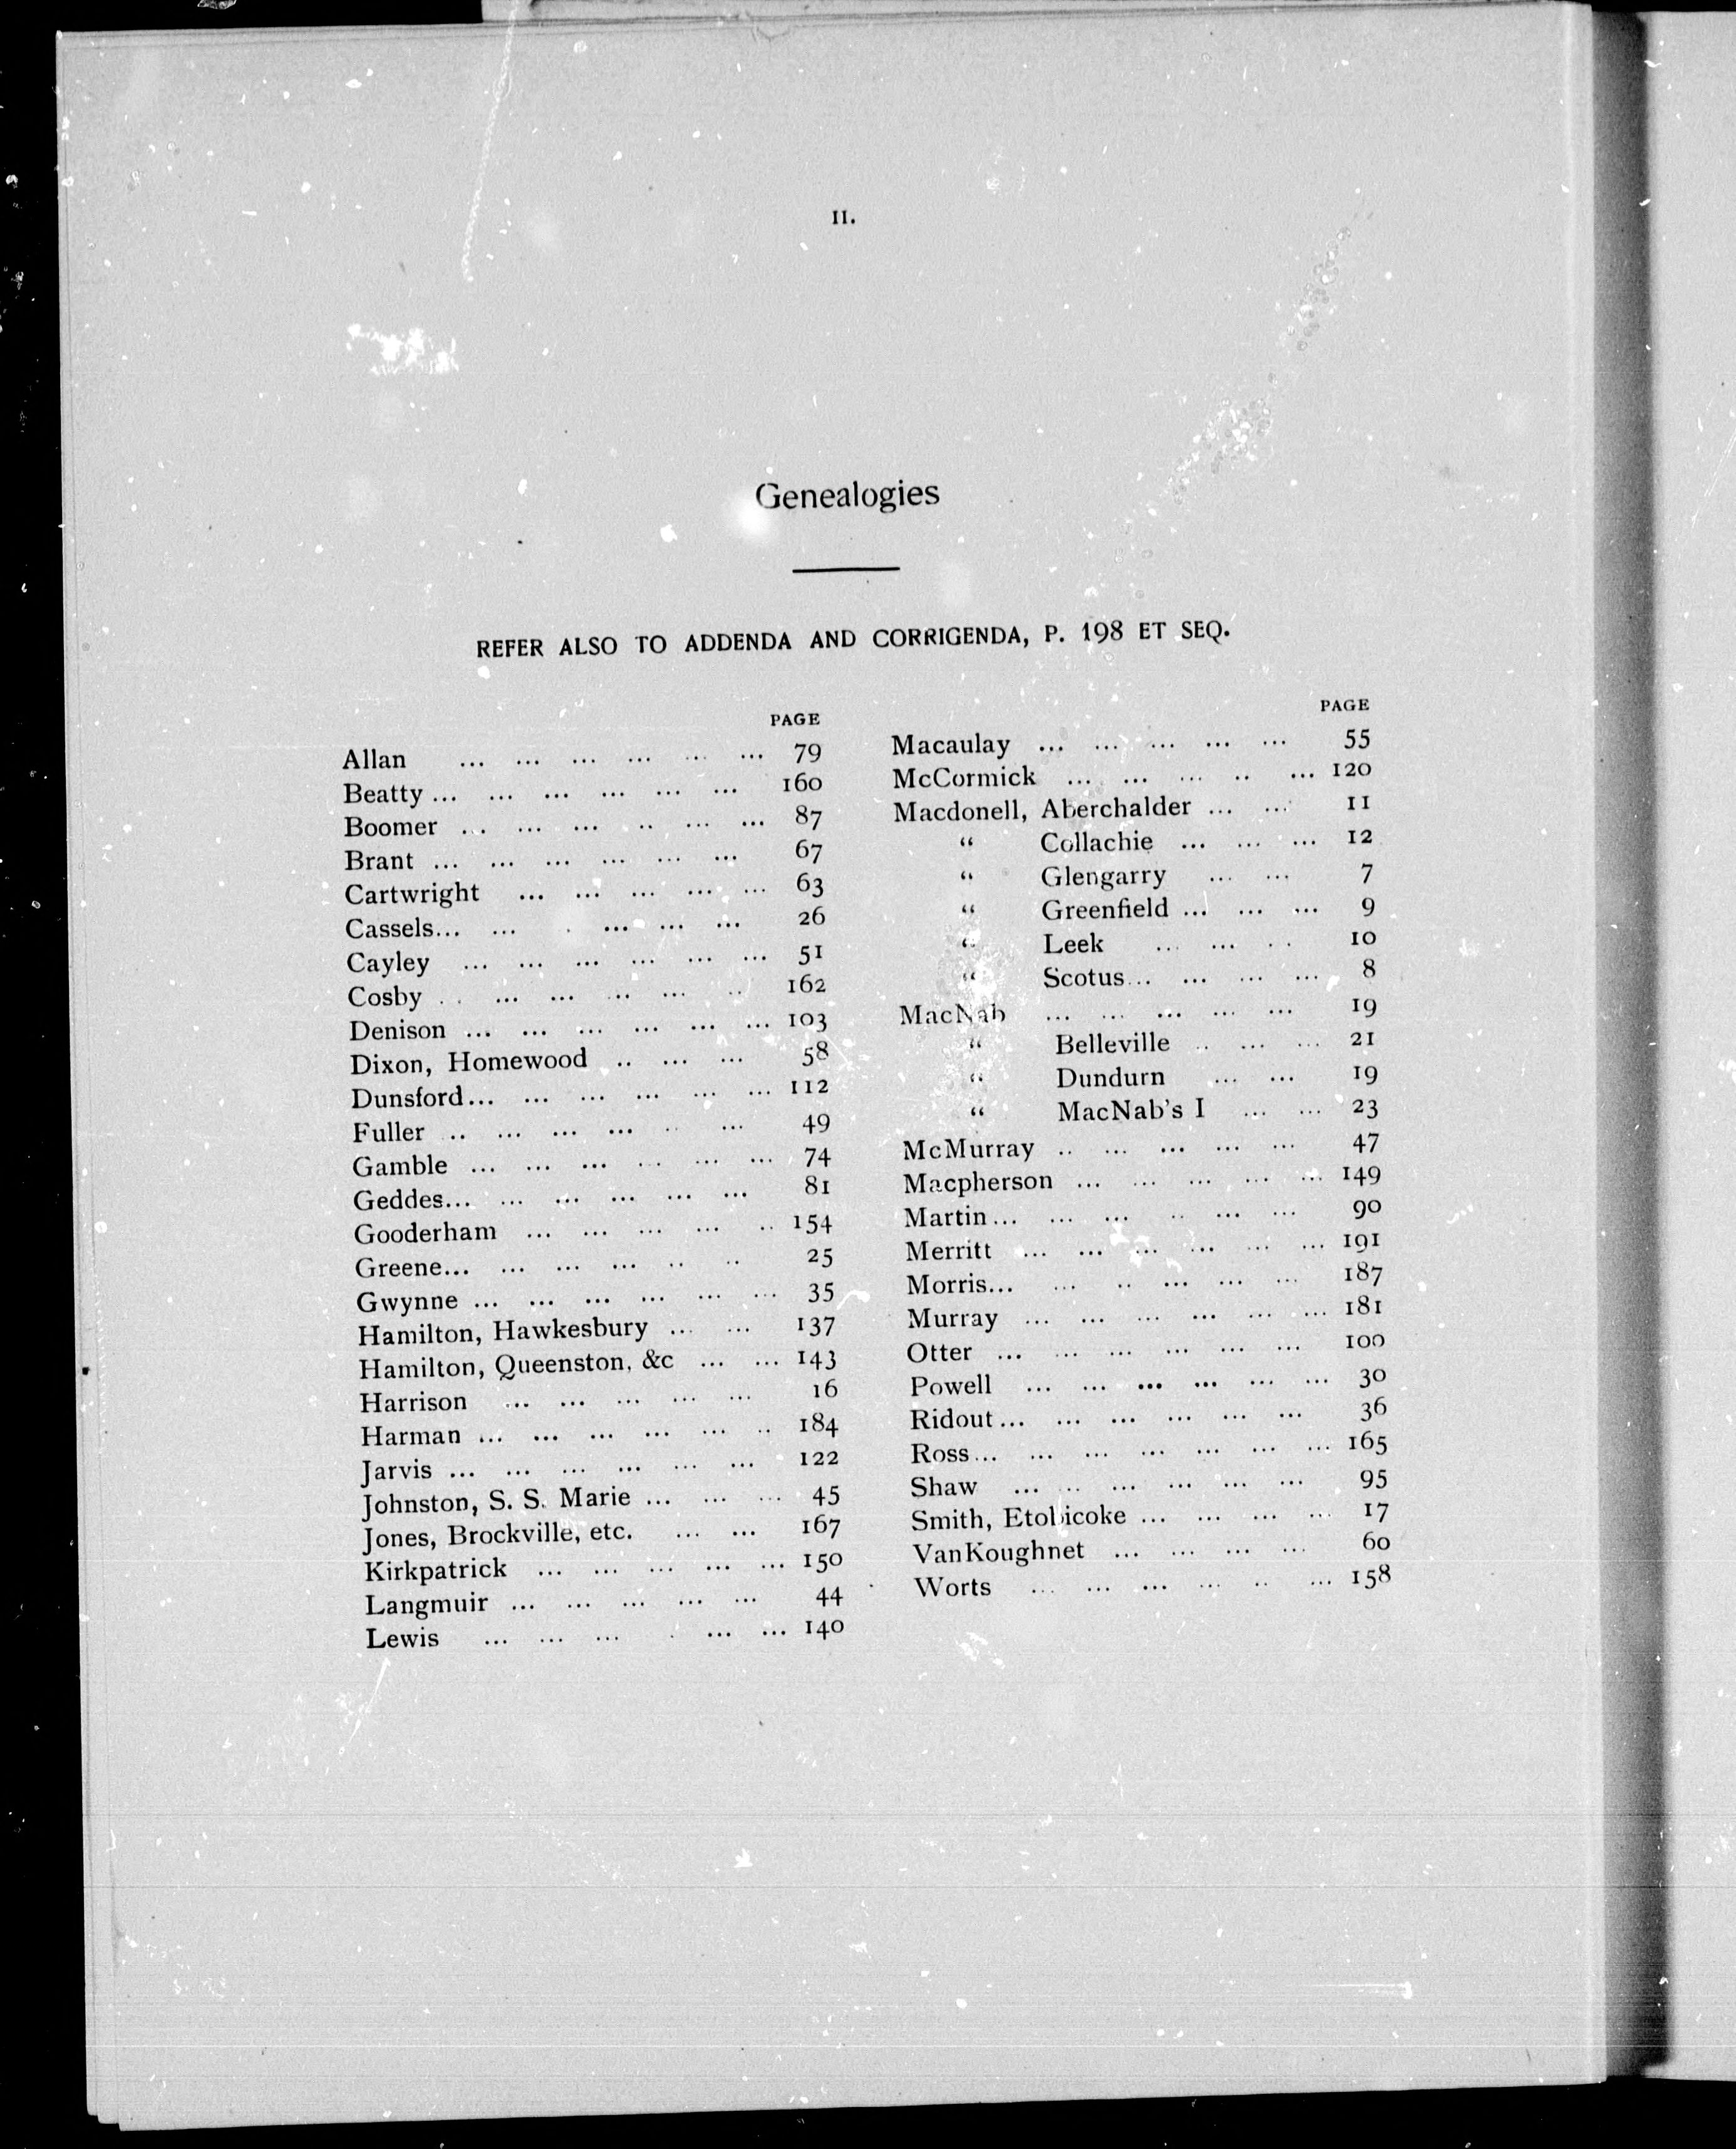 II.
Genealogies
REFER ALSO TO ADDENDA AND CORRIGENDA, P. 198 ET SEQ.
PAGE
Allan ... ... ... ... ... ... 79
Beatty ... ... ... ... ... ... 160
Boomer ... ... ... ... ... ... 87
Brant ... ... ... ... ... ... 67
Cartwright ... ... ... ... ... 63
Cassels... ... ... ... ... ... 26
Cayley ... ... ... ... ... ... 51
Cosby ... ... ... ... ... ... 162
Denison ... ... ... ... ... ... 103
Dixon, Homewood ... ... ... 58
Dunsford... ... ... ... ... ... 112
Fuller ... ... ... ... ... ... 49
Gamble ... ... ... ... ... ... 74
Geddes... ... ... ... ... ... 81
Gooderham ... ... ... ... ... 154
Greene... ... ... ... ... ... 25
Gwynne ... ... ... ... ... ... 35
Hamilton, Hawkesbury ... ... 137
Hamilton, Queenston, &c ... ... 143
Harrison ... ... ... ... ... 16
Harman ... ... ... ... ... ... 184
Jarvis ... ... ... ... ... ... 122
Johnston, S. S. Marie ... ... ... 45
Jones, Brockville, etc. ... ... 167
Kirkpatrick ... ... ... ... ... 150
Langmuir ... ... ... ... ... 44
Lewis ... ... ... ... ... ... 140
PAGE
Macaulay ... ... ... ... ... 55
McCormick ... ... ... ... ... 120
Macdonell, Aberchalder ... ... 11
“ Collachie ... ... ... 12
“ Glengarry ... ... 7
“ Greenfield ... ... ... 9
“ Leek ... ... ... 10
“ Scotus... ... ... ... 8
MacNab ... ... ... ... ... 19
“ Belleville ... ... ... 21
“ Dundurn ... ... 19
“ MacNab's I ... ... 23
McMurray ... ... ... ... ... 47
Macpherson ... ... ... ... ... 149
Martin... ... ... ... ... ... 90
Merritt ... ... ... ... ... ... 191
Morris... ... ... ... ... ... 187
Murray ... ... ... ... ... ... 181
Otter ... ... ... ... ... ... 100
Powell ... ... ... ... ... ... 30
Ridout... ... ... ... ... ... 36
Ross... ... ... ... ... ... ... 165
Shaw ... ... ... ... ... ... 95
Smith, Etobicoke ... ... ... ... 17
VanKoughnet ... ... ... ... 60
Worts ... ... ... ... ... ... 158